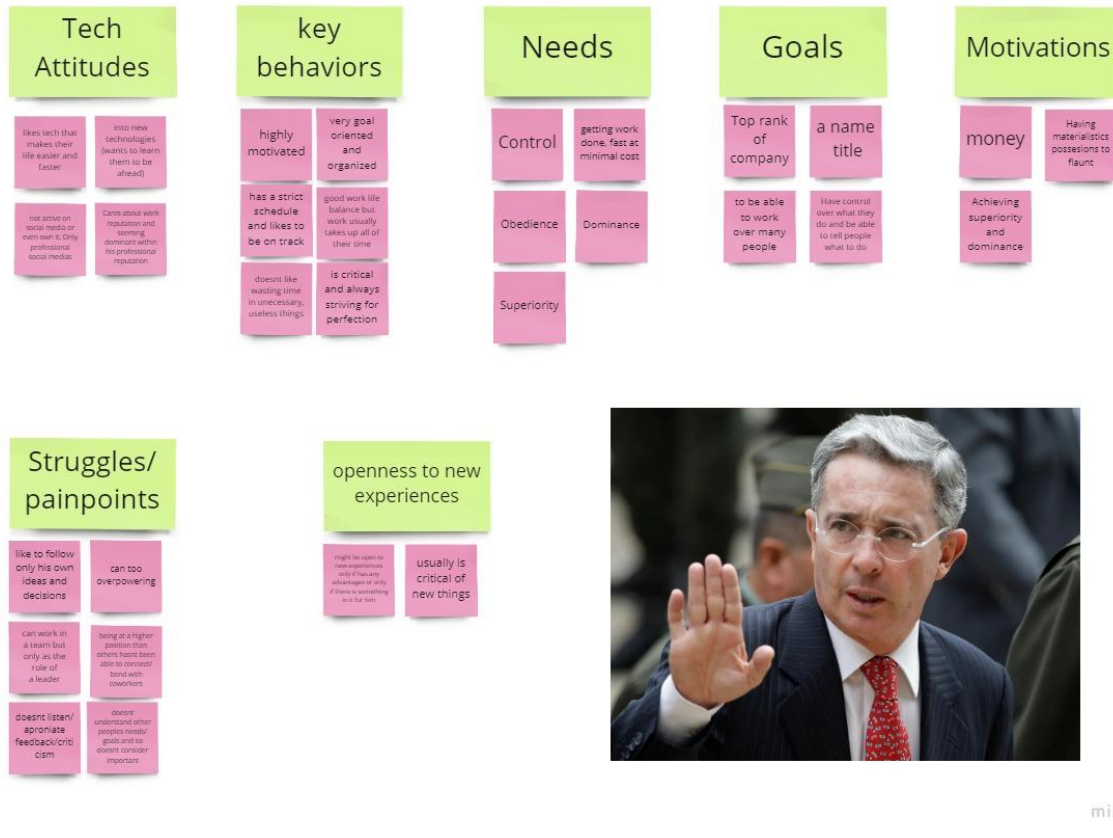 Tech
Attitudes
likes tech that
makes their
life easier and
faster
into new
technologies
(wants to learn
them to be
ahead)
not active on
social media or
even own it. Only
professional
social medias
Cares about work
reputation and
seeming
dominant within
his professional
reputation
key
behaviors
highly
motivated
very goal
oriented
and
organized
has a strict
schedule
and likes to
be on track
good work life
balance but
work usually
takes up all of
their time
doesnt like
wasting time
in unecessary,
useless things
is critical
and always
striving for
perfection
Needs
Control
getting work
done, fast at
minimal cost
Obedience
Dominance
Superiority
Goals
Top rank
of
company
a name
title
to be able
to work
over many
people
Have control
over what they
do and be able
to tell people
what to do
Motivations
money
Having
materialistics
possesions to
flaunt
Achieving
superiority
and
dominance
Struggles/
painpoints
like to follow
only his own
ideas and
decisions
can too
overpowering
can work in
a team but
only as the
role of
a leader
being at a higher
position than
others hasnt been
able to connect/
bond with
coworkers
doesnt listen/
aproniate
feedback/criti
cism
doesnt
understand other
peoples needs/
goals and so
doesnt consider
important
openness to new
experiences
might be open to
new experiences
only if has any
advantages or only
if there is something
in it for him
usually is
critical of
new things
mi